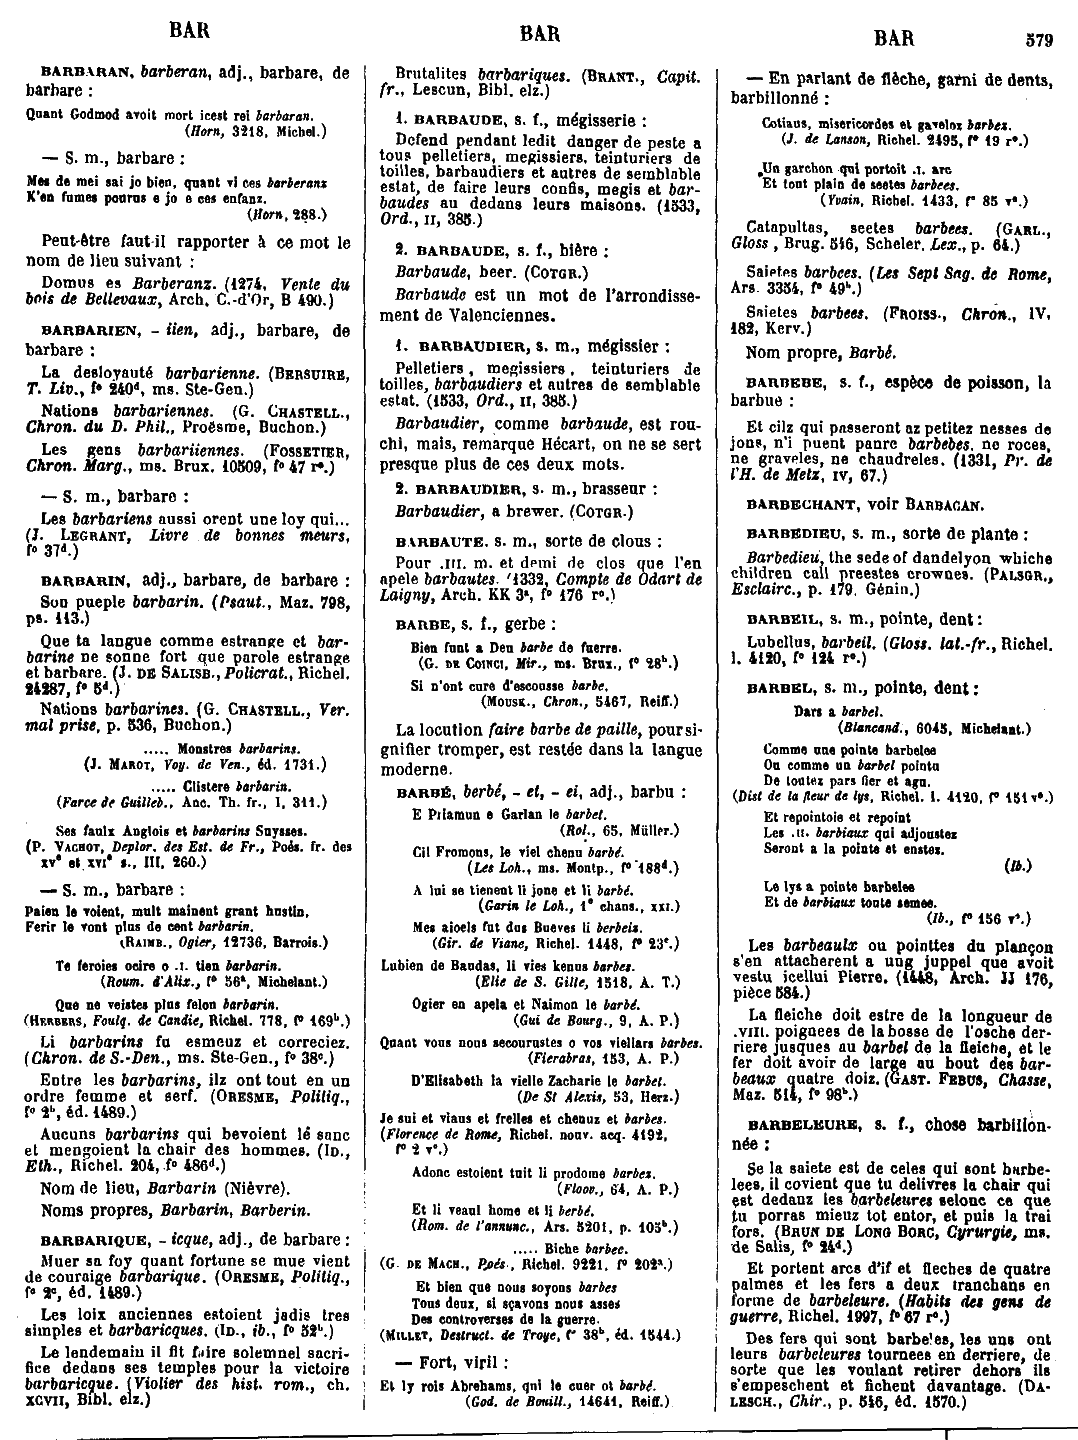 BAR
BAR
BAR
579
BARBARAN, barberan, adj., barbare, de
barbare :
Quant Godmod avoit mort icest rei barbaran.
(Horn, 3218, Michel.)
— S. m., barbare :
Mes de mei sai jo bien, quant vi ces barberanz
K'en fumes pourus e jo e ces enfanz.
(Horn, 288.)
Peut-être faut-il rapporter à ce mot le
nom de lieu suivant :
Domus es Barberanz. (1274, Vente du
bois de Bellevaux, Arch. C.-d'Or, B 490.)
BARBARIEN, - iien, adj., barbare, de
barbare :
La desloyauté barbarienne. (BERSUIRE,
T. Liv., f° 240d, ms. Ste-Gen.)
Nations barbariennes. (G. CHASTELL.,
Chron. du D. Phil., Proësme, Buchon.)
Les gens barbariiennes. (FOSSETIER,
Chron. Marg., ms. Brux. 10509, f° 47 r°.)
— S. m., barbare :
Les barbariens aussi orent une loy qui...
(J. LEGRANT, Livre de bonnes meurs,
f° 37d.)
BARBARIN, adj., barbare, de barbare :
Son pueple barbarin. (Psaut., Maz. 798,
ps. 113.)
Que ta langue comme estrange et bar-
barine ne sonne fort que parole estrange
et barbare. (J. DE SALISB., Policrat., Richel.
24287, f° 5d.)
Nations barbarines. (G. CHASTELL., Ver.
mal prise, p. 536, Buchon.)
..... Monstres barbarins.
(J. MAROT, Voy. de Ven., éd. 1731.)
..... Clistere barbarin.
(Farce de Guilleb., Anc. Th. fr., I, 311.)
Ses faulx Anglois et barbarins Suysses.
(P. VACHOT, Deplor. des Est. de Fr., Poés. fr. des
xve et xvie s., III, 260.)
— S. m., barbare :
Paien le voient, mult mainent grant hustin,
Ferir le vont plus de cent barbarin.
(RAIMB., Ogier, 12736, Barrois.)
Te feroies ocire o .I. tien barbarin.
(Roum. d'Alix., f° 56a, Michelant.)
Que ne veistes plus felon barbarin.
(HERBERS, Foulq. de Candie, Richel. 778, f° 169b.)
Li barbarins fu esmeuz et correciez.
(Chron. de S.-Den., ms. Ste-Gen., f° 38c.)
Entre les barbarins, ilz ont tout en un
ordre femme et serf. (ORESME, Politiq.,
f° 2b, éd. 1489.)
Aucuns barbarins qui bevoient lé sanc
et mengoient la chair des hommes. (ID.,
Eth., Richel. 204, f° 486d.)
Nom de lieu, Barbarin (Nièvre).
Noms propres, Barbarin, Barberin.
BARBARIQUE, - icque, adj., de barbare :
Muer sa foy quant fortune se mue vient
de couraige barbarique. (ORESME, Politiq.,
f° 2c, éd. 1489.)
Les loix anciennes estoient jadis tres
simples et barbaricques. (ID., ib., f° 52b.)
Le lendemain il fit faire solemnel sacri-
fice dedans ses temples pour la victoire
barbaricque. (Violier des hist. rom., ch.
XCVII, Bibl. elz.)
Brutalites barbariques. (BRANT., Capit.
fr., Lescun, Bibl. elz.)
1. BARBAUDE, s. f., mégisserie :
Defend pendant ledit danger de peste a
tous pelletiers, megissiers, teinturiers de
toilles, barbaudiers et autres de semblable
estat, de faire leurs confis, megis et bar-
baudes au dedans leurs maisons. (1533,
Ord., II, 385.)
2. BARBAUDE, s. f., bière :
Barbaude, beer. (COTGR.)
Barbaude est un mot de l'arrondisse-
ment de Valenciennes.
1. BARBAUDIER, s. m., mégissier :
Pelletiers, megissiers, teinturiers de
toilles, barbaudiers et autres de semblable
estat. (1533, Ord., II, 385.)
Barbaudier, comme barbaude, est rou-
chi, mais, remarque Hécart, on ne se sert
presque plus de ces deux mots.
2. BARBAUDIER, s. m., brasseur :
Barbaudier, a brewer. (COTGR.)
BARBAUTE, s. m., sorte de clous :
Pour .III. m. et demi de clos que l'en
apele barbautes. (1332, Compte de Odart de
Laigny, Arch. KK 3a, f° 176 r°.)
BARBE, s. f., gerbe :
Bien funt a Deu barbe de fuerre.
(G. DE COINCI, Mir., ms. Brux., f° 28b.)
Si n'ont cure d'escousse barbe.
(MOUSK., Chron., 5467, Reiff.)
La locution faire barbe de paille, pour si-
gnifier tromper, est restée dans la langue
moderne.
BARBÉ, berbé, - et, - ei, adj., barbu :
E Prlamun e Garlan le barbet.
(Rol., 65, Müller.)
Cil Fromons, le viel chenu barbé.
(Les Loh., ms. Montp., f° 188d.)
A lui se tienent li jone et li barbé.
(Garin le Loh., 1e chans., XXI.)
Mes aioels fut dus Bueves li berbeis.
(Gir. de Viane, Richel. 1448, f° 23c.)
Lubien de Baudas, li vies kenus barbes.
(Elie de S. Gille, 1518, A. T.)
Ogier en apela et Naimon le barbé.
(Gui de Bourg., 9, A. P.)
Quant vous nous secourustes o vos viellars barbes.
(Fierabras, 153, A. P.)
D'Elisabeth la vielle Zacharie le barbet.
(De St Alexis, 53, Herz.)
Je sui et viaus et frelles et chenuz et barbes.
(Florence de Rome, Richel. nouv. acq. 4192,
f° 2 v°.)
Adonc estoient tuit li prodome barbez.
(Floov., 64, A. P.)
Et li veaul home et li berbé.
(Rom. de l'annunc., Ars. 5201, p. 105b.)
..... Biche barbee.
(G. DE MACH., Poés., Richel. 9221, f° 202a.)
Et bien que nous soyons barbes
Tous deux, si sçavons nous asses
Des controverses de la guerre.
(MILLET, Destruct. de Troye, f° 38b, éd. 1544.)
— Fort, viril :
Et ly rois Abrehams, qui le cuer ot barbé.
(God. de Bouill., 14641, Reiff.)
— En parlant de flèche, garni de dents,
barbillonné :
Cotiaus, misericordes et gaveloz barbez.
(J. de Lanson, Richel. 2495, f° 19 r°.)
Un garchon qui portoit .I. arc
Et tout plain de seetes barbees.
(Yvain, Richel. 1433, f° 85 v°.)
Catapultas, seetes barbees. (GARL.,
Gloss, Brug. 546, Scheler, Lex., p. 64.)
Saietes barbees. (Les Sept Sag. de Rome,
Ars. 3354, f° 49b.)
Saietes barbees. (FROISS., Chron., IV,
182, Kerv.)
Nom propre, Barbé.
BARBEBE, s. f., espèce de poisson, la
barbue :
Et cilz qui passeront az petitez nesses de
jons, n'i puent panre barbebes, ne roces,
ne graveles, ne chaudreles. (1331, Pr. de
l'H. de Metz, IV, 67.)
BARBECHANT, voir BARBACAN.
BARBEDIEU, s. m., sorte de plante :
Barbedieu, the sede of dandelyon whiche
children call preestes crownes. (PALSGR.,
Esclairc., p. 179, Génin.)
BARBEIL, s. m., pointe, dent :
Lubellus, barbeil. (Gloss. lat.-fr., Richel.
l. 4120, f° 124 r°.)
BARBEL, s. m., pointe, dent :
Dars a barbel.
(Blancand., 6045, Michelant.)
Comme une pointe barbelee
Ou comme un barbel pointu
De toutez pars fier et agu.
(Dist de la fleur de lys, Richel. l. 4120, f° 151 v°.)
Et repointoie et repoint
Les .II. barbiaux qui adjoustez
Seront a la pointe et entez.
(Ib.)
Le lys a pointe barbelee
Et de barbiaux toute semee.
(Ib., f° 156 v°.)
Les barbeaulx ou pointtes du plançon
s'en attacherent a ung juppel que avoit
vestu icellui Pierre. (1448, Arch. JJ 176,
pièce 584.)
La fleiche doit estre de la longueur de
.VIII. poignees de la bosse de l'osche der-
riere jusques au barbel de la fleiche, et le
fer doit avoir de large au bout des bar-
beaux quatre doiz. (GAST. FEBUS, Chasse,
Maz. 514, f° 98b.)
BARBELEURE, s. f., chose barbillon-
née :
Se la saiete est de celes qui sont barbe-
lees, il covient que tu delivres la chair qui
est dedanz les barbeleures selonc ce que
tu porras mieuz tot entor, et puis la trai
fors. (BRUN DE LONG BORC, Cyrurgie, ms.
de Salis, f° 24d.)
Et portent arcs d'if et fleches de quatre
palmes et les fers a deux tranchans en
forme de barbeleure. (Habits des gens de
guerre, Richel. 1997, f° 67 r°.)
Des fers qui sont barbeles, les uns ont
leurs barbeleures tournees en derriere, de
sorte que les voulant retirer dehors ils
s'empeschent et fichent davantage. (DA-
LESCH., Chir., p. 546, éd. 1570.)